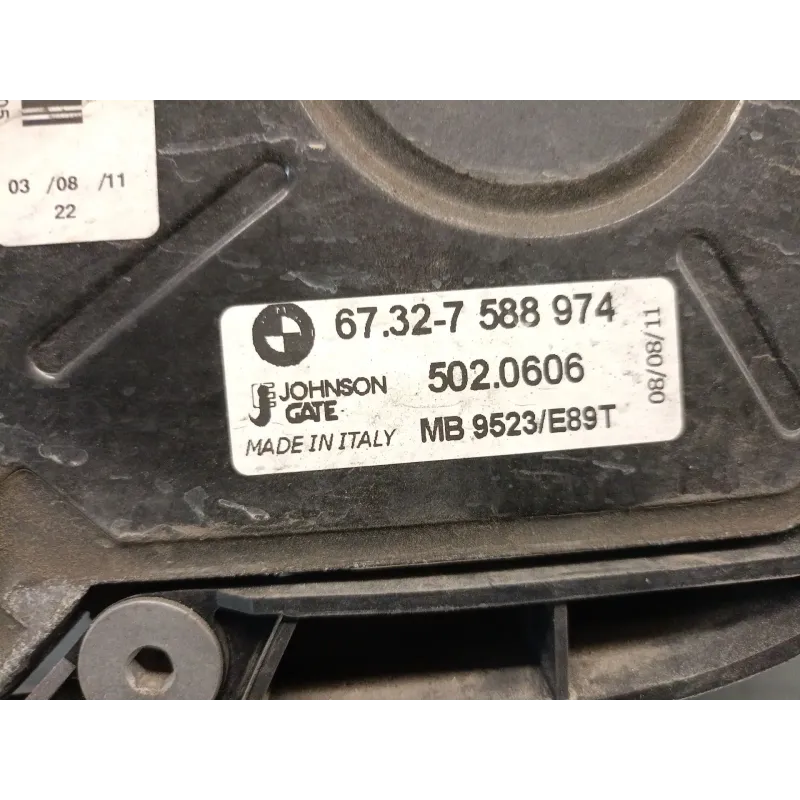 05
03 /08 /11
22
67.32-7 588 974
JOHNSON
GATE
502.0606
MADE IN ITALY
MB 9523/E89T
08/08/11